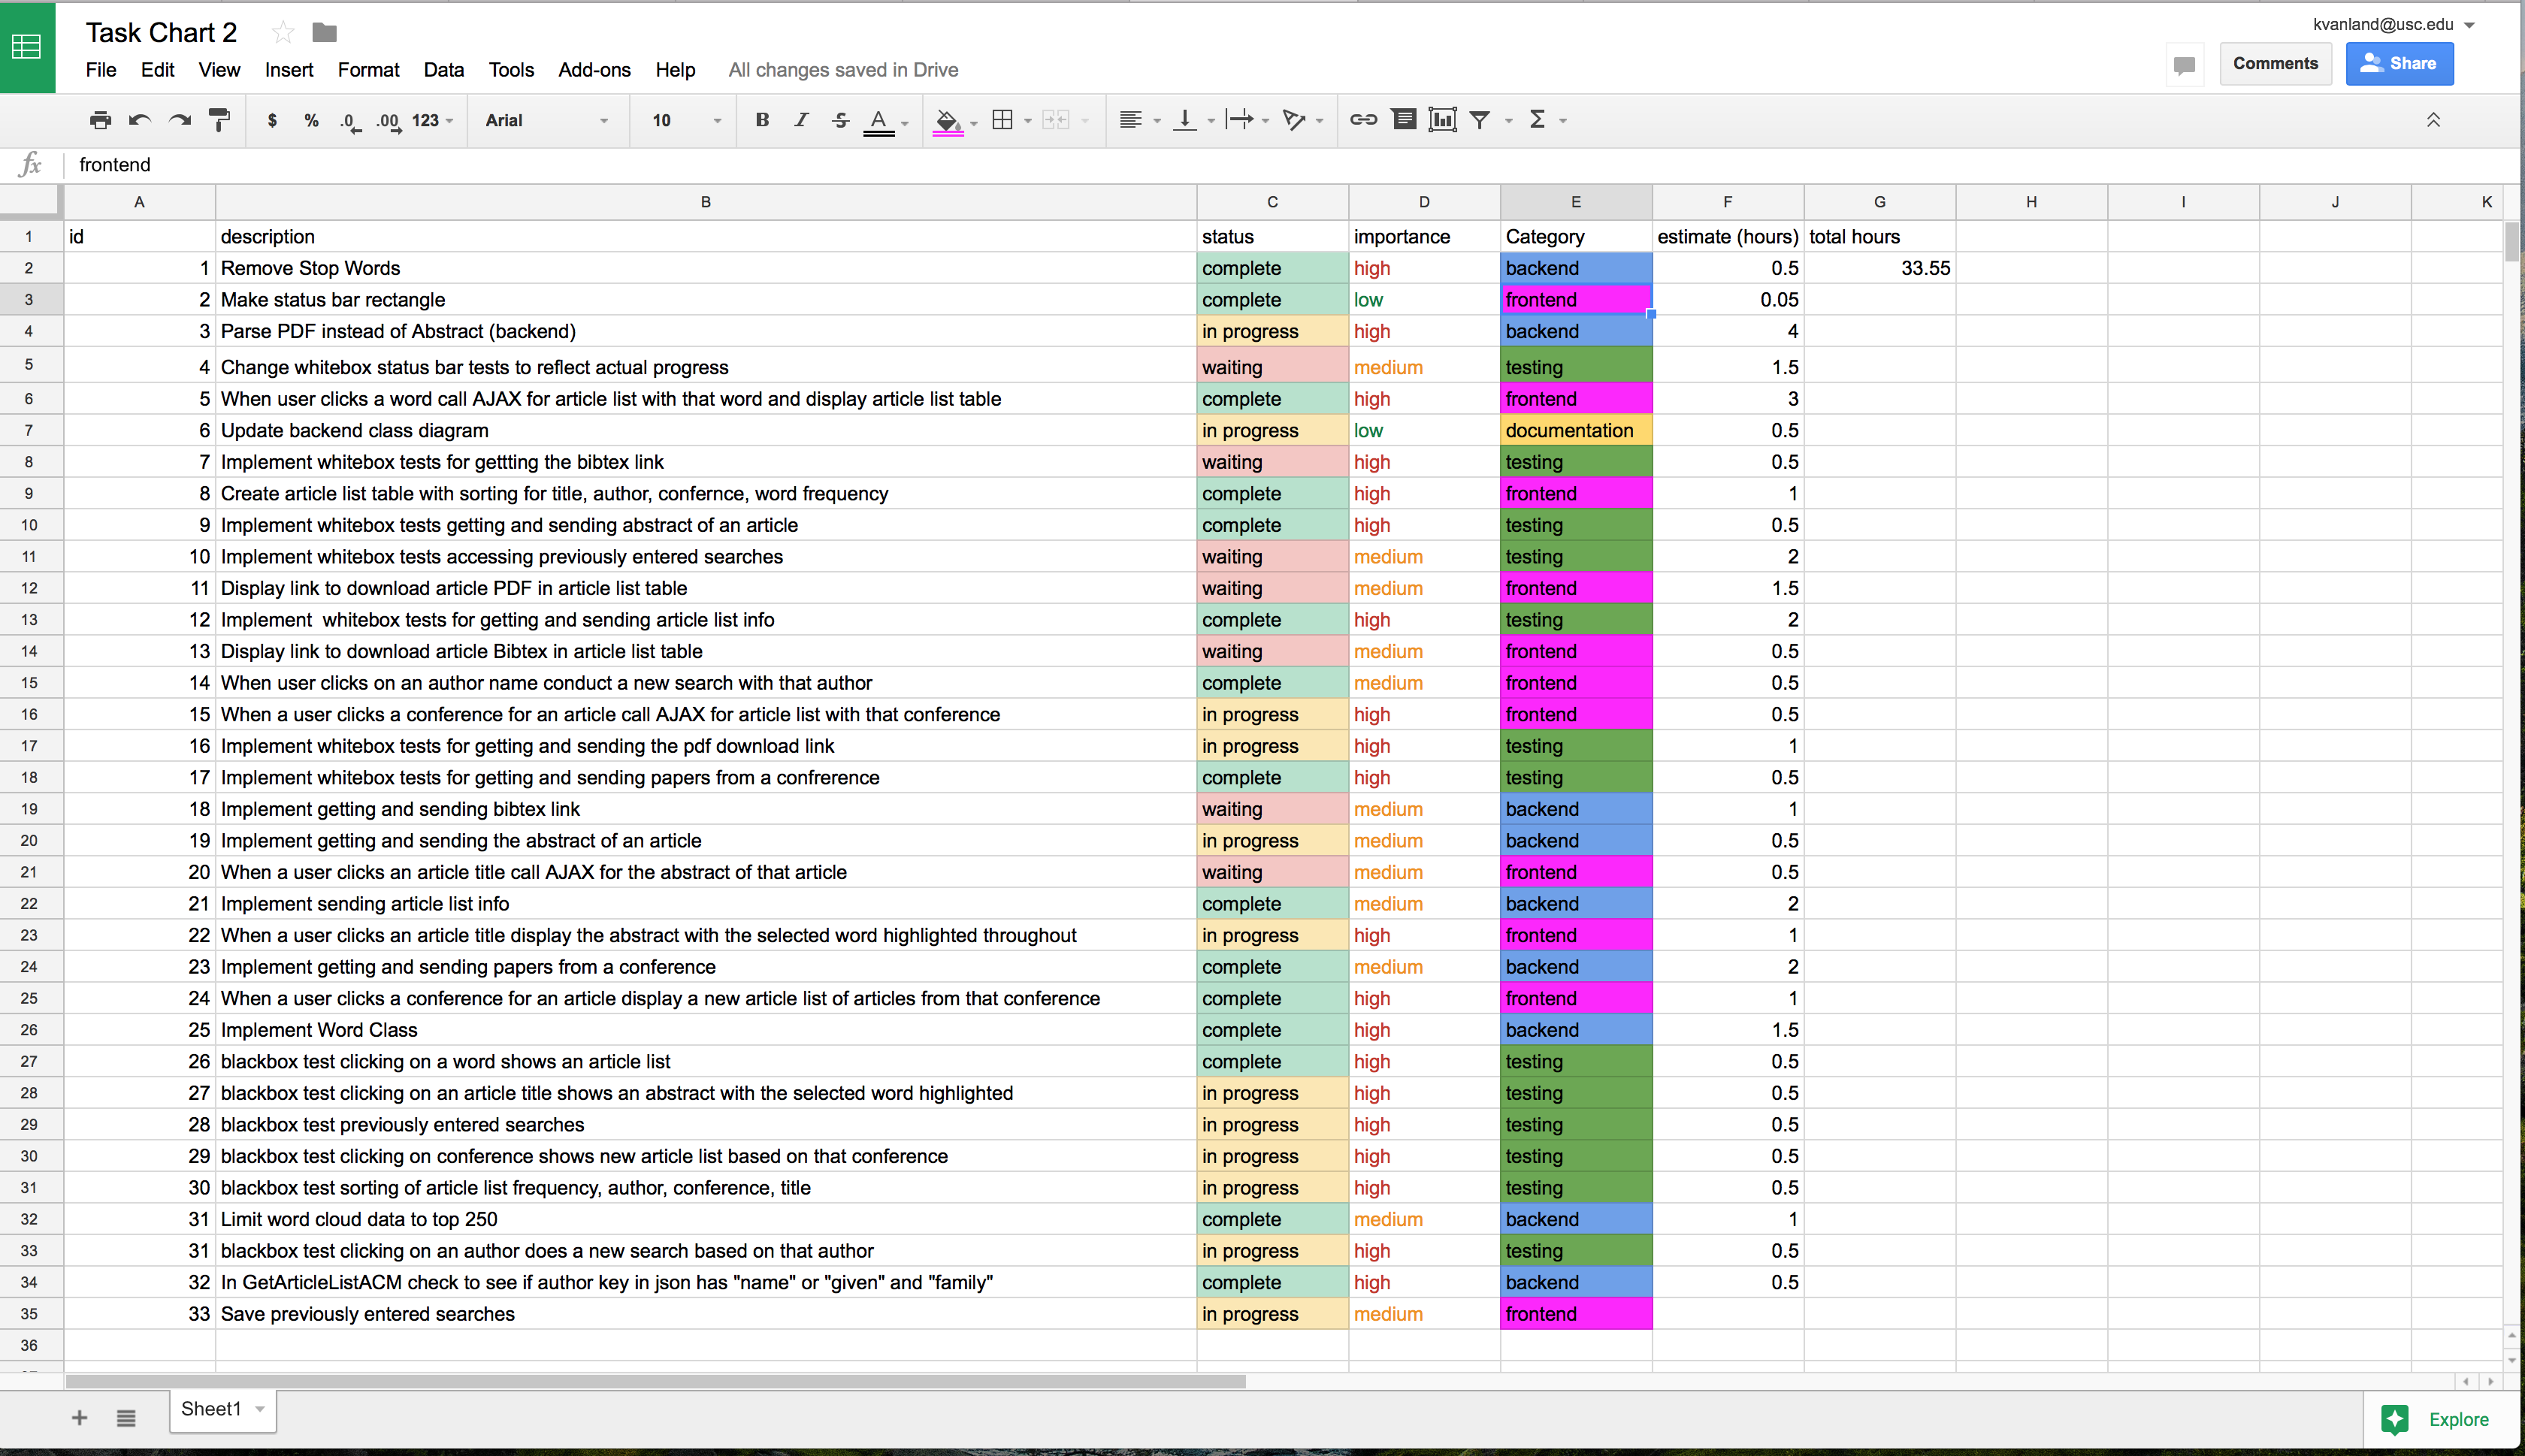 Task Chart 2
kvanland@usc.edu
File Edit View Insert Format Data Tools Add-ons Help All changes saved in Drive
Comments Share
$ % .0 .00 123 Arial 10 B I S A Σ
fx frontend
A B C D E F G H I J K
1 id description status importance Category estimate (hours) total hours
2 1 Remove Stop Words complete high backend 0.5 33.55
3 2 Make status bar rectangle complete low frontend 0.05
4 3 Parse PDF instead of Abstract (backend) in progress high backend 4
5 4 Change whitebox status bar tests to reflect actual progress waiting medium testing 1.5
6 5 When user clicks a word call AJAX for article list with that word and display article list table complete high frontend 3
7 6 Update backend class diagram in progress low documentation 0.5
8 7 Implement whitebox tests for gettting the bibtex link waiting high testing 0.5
9 8 Create article list table with sorting for title, author, confernce, word frequency complete high frontend 1
10 9 Implement whitebox tests getting and sending abstract of an article complete high testing 0.5
11 10 Implement whitebox tests accessing previously entered searches waiting medium testing 2
12 11 Display link to download article PDF in article list table waiting medium frontend 1.5
13 12 Implement  whitebox tests for getting and sending article list info complete high testing 2
14 13 Display link to download article Bibtex in article list table waiting medium frontend 0.5
15 14 When user clicks on an author name conduct a new search with that author complete medium frontend 0.5
16 15 When a user clicks a conference for an article call AJAX for article list with that conference in progress high frontend 0.5
17 16 Implement whitebox tests for getting and sending the pdf download link in progress high testing 1
18 17 Implement whitebox tests for getting and sending papers from a confrerence complete high testing 0.5
19 18 Implement getting and sending bibtex link waiting medium backend 1
20 19 Implement getting and sending the abstract of an article in progress medium backend 0.5
21 20 When a user clicks an article title call AJAX for the abstract of that article waiting medium frontend 0.5
22 21 Implement sending article list info complete medium backend 2
23 22 When a user clicks an article title display the abstract with the selected word highlighted throughout in progress high frontend 1
24 23 Implement getting and sending papers from a conference complete medium backend 2
25 24 When a user clicks a conference for an article display a new article list of articles from that conference complete high frontend 1
26 25 Implement Word Class complete high backend 1.5
27 26 blackbox test clicking on a word shows an article list complete high testing 0.5
28 27 blackbox test clicking on an article title shows an abstract with the selected word highlighted in progress high testing 0.5
29 28 blackbox test previously entered searches in progress high testing 0.5
30 29 blackbox test clicking on conference shows new article list based on that conference in progress high testing 0.5
31 30 blackbox test sorting of article list frequency, author, conference, title in progress high testing 0.5
32 31 Limit word cloud data to top 250 complete medium backend 1
33 31 blackbox test clicking on an author does a new search based on that author in progress high testing 0.5
34 32 In GetArticleListACM check to see if author key in json has "name" or "given" and "family" complete high backend 0.5
35 33 Save previously entered searches in progress medium frontend
36
Sheet1 Explore